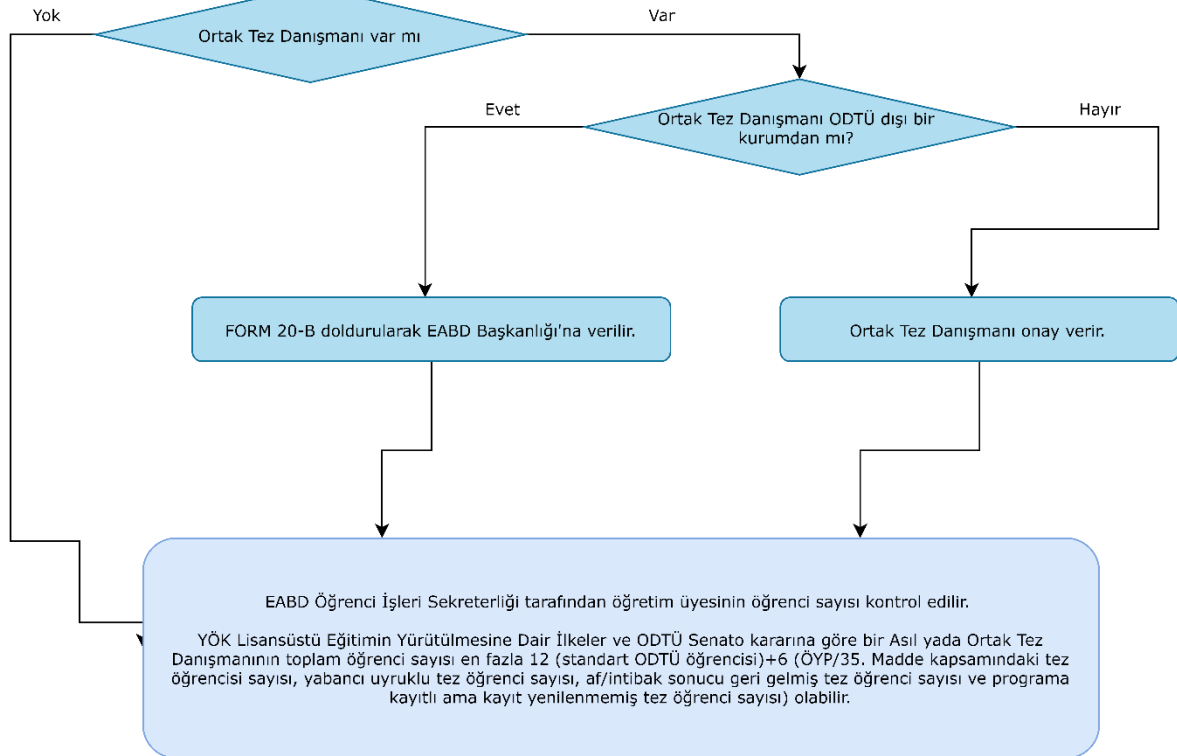 Yok
Var
Ortak Tez Danışmanı var mı
Evet
Hayır
Ortak Tez Danışmanı ODTÜ dışı bir
kurumdan mı?
FORM 20-B doldurularak EABD Başkanlığı'na verilir.
Ortak Tez Danışmanı onay verir.
EABD Öğrenci İşleri Sekreterliği tarafından öğretim üyesinin öğrenci sayısı kontrol edilir.
YÖK Lisansüstü Eğitimin Yürütülmesine Dair İlkeler ve ODTÜ Senato kararına göre bir Asıl yada Ortak Tez
Danışmanının toplam öğrenci sayısı en fazla 12 (standart ODTÜ öğrencisi)+6 (ÖYP/35. Madde kapsamındaki tez
öğrencisi sayısı, yabancı uyruklu tez öğrenci sayısı, af/intibak sonucu geri gelmiş tez öğrenci sayısı ve programa
kayıtlı ama kayıt yenilenmemiş tez öğrenci sayısı) olabilir.